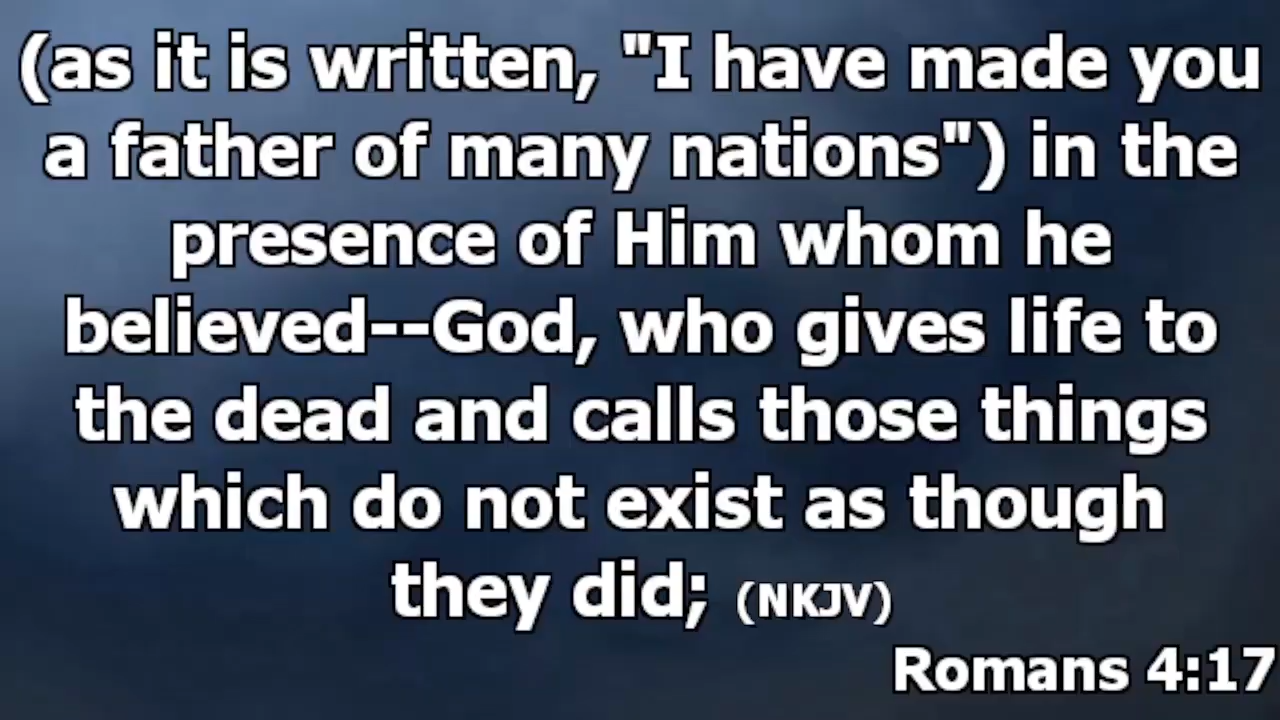 (as it is written, "I have made you
a father of many nations") in the
presence of Him whom he
believed--God, who gives life to
the dead and calls those things
which do not exist as though
they did; (NKJV)
Romans 4:17